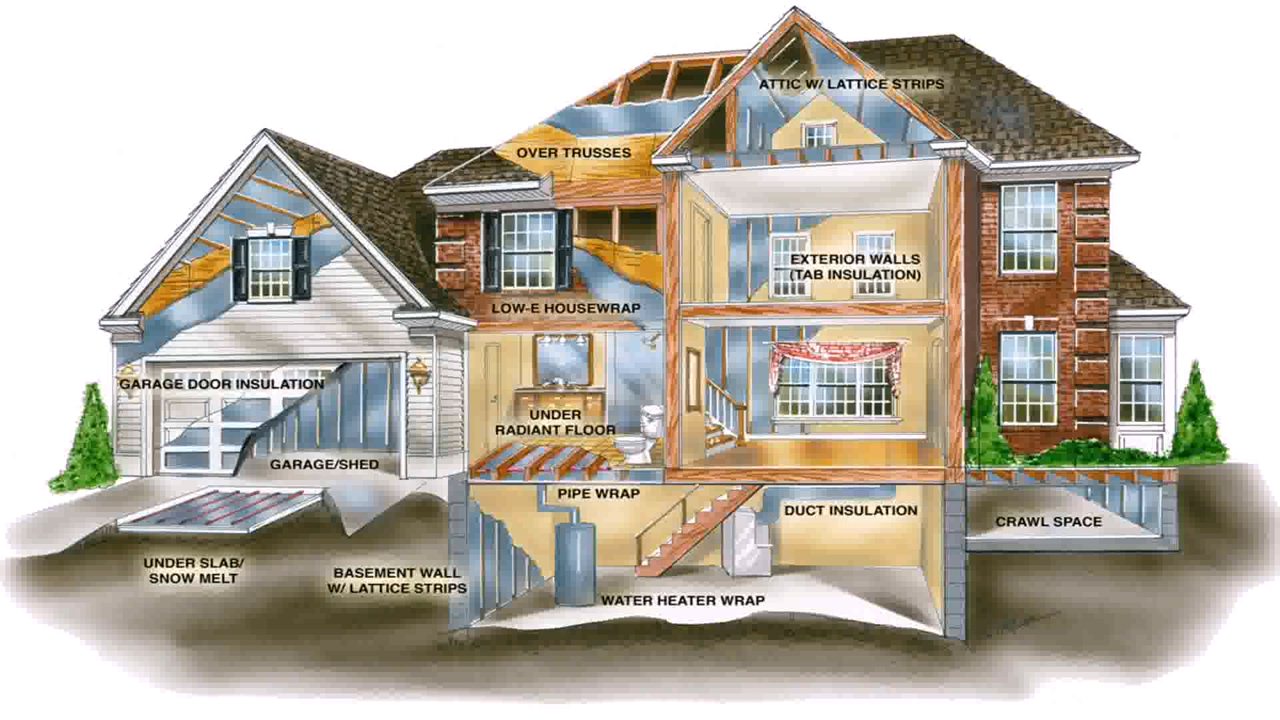 ATTIC W/ LATTICE STRIPS
OVER TRUSSES
EXTERIOR WALLS
(TAB INSULATION)
LOW-E HOUSEWRAP
GARAGE DOOR INSULATION
UNDER
RADIANT FLOOR
GARAGE/SHED
PIPE WRAP
DUCT INSULATION
CRAWL SPACE
UNDER SLAB/
SNOW MELT
BASEMENT WALL
W/ LATTICE STRIPS
WATER HEATER WRAP